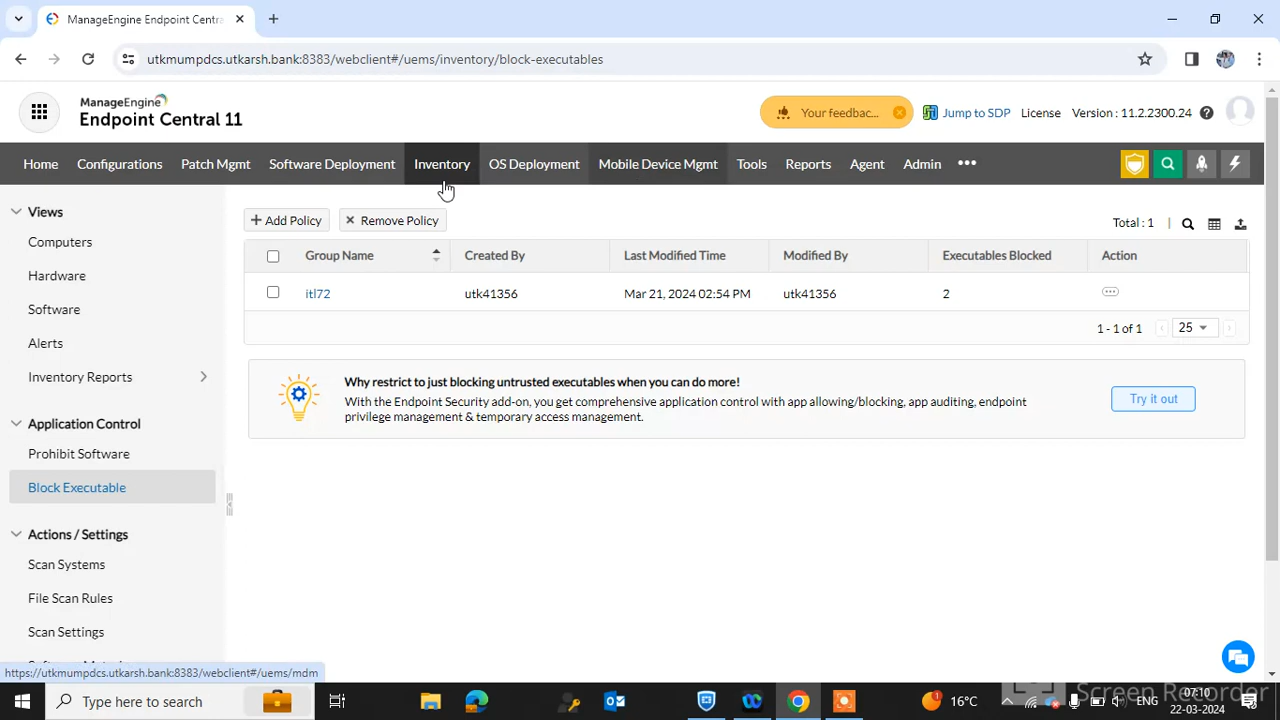 ManageEngine Endpoint Centra
utkmumpdcs.utkarsh.bank:8383/webclient#/uems/inventory/block-executables
ManageEngine
Endpoint Central 11
Your feedbac...
Jump to SDP
License
Version : 11.2.2300.24
Home
Configurations
Patch Mgmt
Software Deployment
Inventory
OS Deployment
Mobile Device Mgmt
Tools
Reports
Agent
Admin
Views
Computers
Hardware
Software
Alerts
Inventory Reports
Application Control
Prohibit Software
Block Executable
Actions / Settings
Scan Systems
File Scan Rules
Scan Settings
+ Add Policy
× Remove Policy
Total : 1
Group Name
Created By
Last Modified Time
Modified By
Executables Blocked
Action
itl72
utk41356
Mar 21, 2024 02:54 PM
utk41356
2
1 - 1 of 1
25
Why restrict to just blocking untrusted executables when you can do more!
With the Endpoint Security add-on, you get comprehensive application control with app allowing/blocking, app auditing, endpoint
privilege management & temporary access management.
Try it out
https://utkmumpdcs.utkarsh.bank:8383/webclient#/uems/mdm
Type here to search
16°C
ENG
07:10
22-03-2024
Screen Recorder